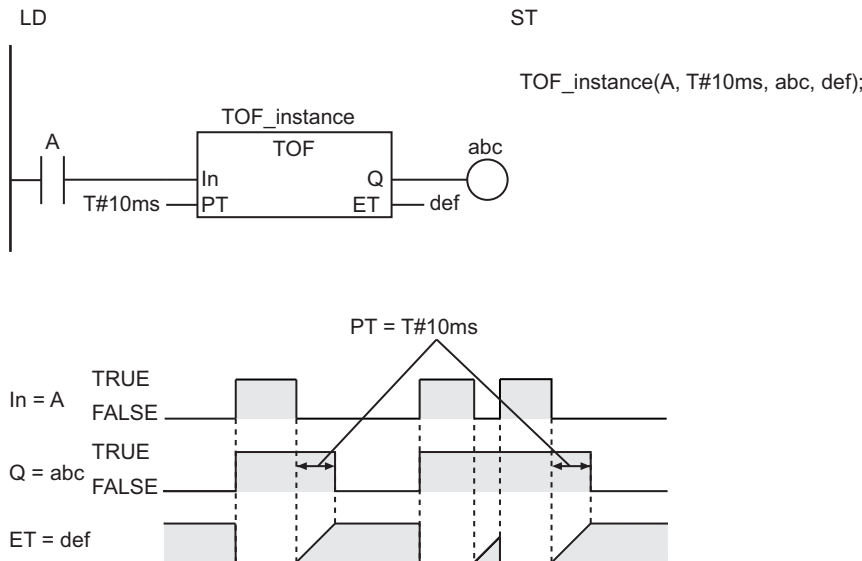 LD
ST
TOF_instance(A, T#10ms, abc, def);
TOF_instance
A
TOF
abc
In
Q
T#10ms
PT
ET
def
PT = T#10ms
In = A
TRUE
FALSE
Q = abc
TRUE
FALSE
ET = def